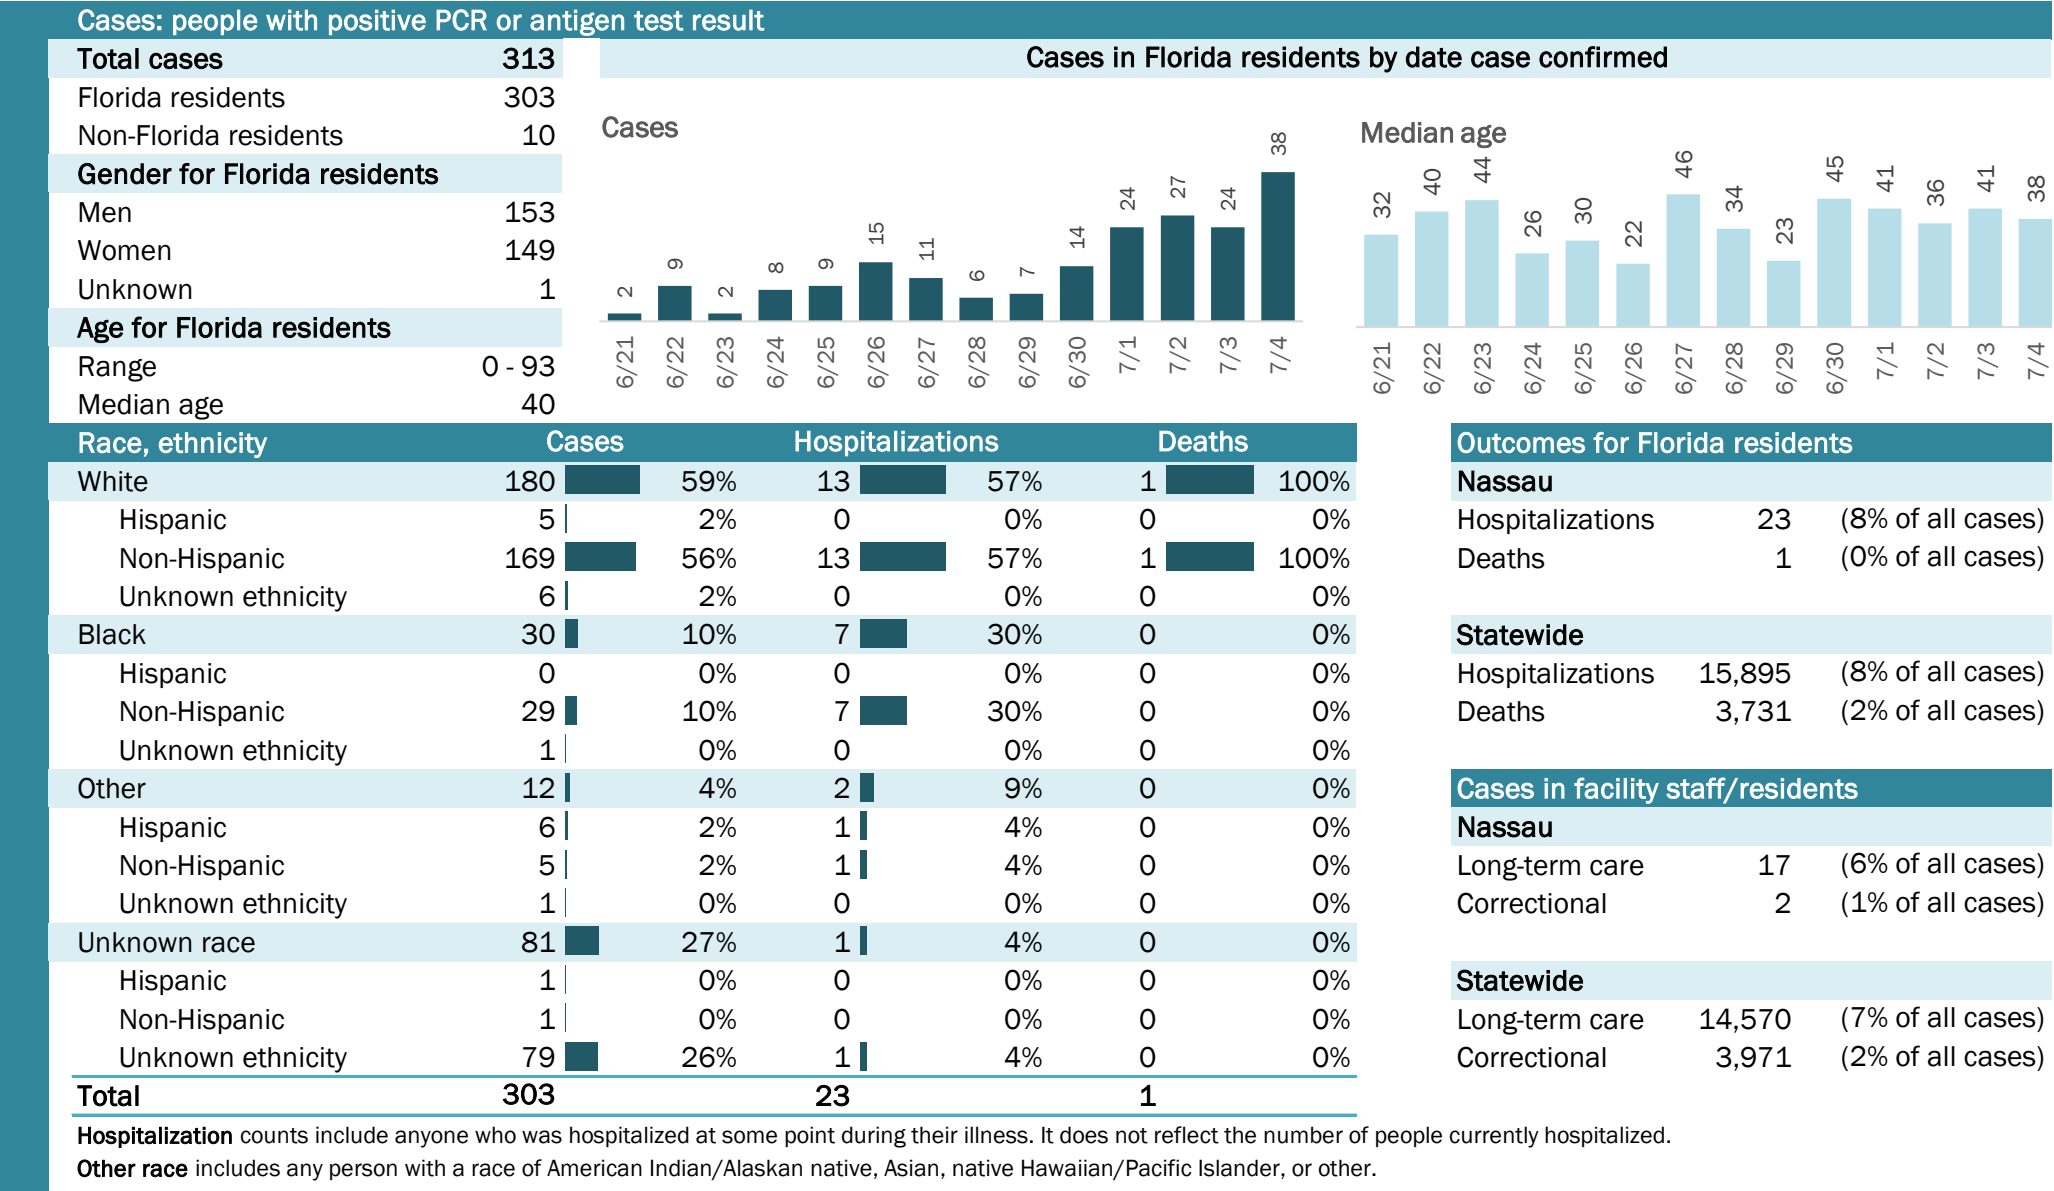 Cases: people with positive PCR or antigen test result
Total cases 313
Florida residents 303
Non-Florida residents 10
Gender for Florida residents
Men 153
Women 149
Unknown 1
Age for Florida residents
Range 0 - 93
Median age 40
Cases in Florida residents by date case confirmed
Cases
2 9 2 8 9 15 11 6 7 14 24 27 24 38
6/21 6/22 6/23 6/24 6/25 6/26 6/27 6/28 6/29 6/30 7/1 7/2 7/3 7/4
Median age
32 40 44 26 30 22 46 34 23 45 41 36 41 38
6/21 6/22 6/23 6/24 6/25 6/26 6/27 6/28 6/29 6/30 7/1 7/2 7/3 7/4
Race, ethnicity Cases Hospitalizations Deaths
White 180 59% 13 57% 1 100%
Hispanic 5 2% 0 0% 0 0%
Non-Hispanic 169 56% 13 57% 1 100%
Unknown ethnicity 6 2% 0 0% 0 0%
Black 30 10% 7 30% 0 0%
Hispanic 0 0% 0 0% 0 0%
Non-Hispanic 29 10% 7 30% 0 0%
Unknown ethnicity 1 0% 0 0% 0 0%
Other 12 4% 2 9% 0 0%
Hispanic 6 2% 1 4% 0 0%
Non-Hispanic 5 2% 1 4% 0 0%
Unknown ethnicity 1 0% 0 0% 0 0%
Unknown race 81 27% 1 4% 0 0%
Hispanic 1 0% 0 0% 0 0%
Non-Hispanic 1 0% 0 0% 0 0%
Unknown ethnicity 79 26% 1 4% 0 0%
Total 303 23 1
Outcomes for Florida residents
Nassau
Hospitalizations 23 (8% of all cases)
Deaths 1 (0% of all cases)
Statewide
Hospitalizations 15,895 (8% of all cases)
Deaths 3,731 (2% of all cases)
Cases in facility staff/residents
Nassau
Long-term care 17 (6% of all cases)
Correctional 2 (1% of all cases)
Statewide
Long-term care 14,570 (7% of all cases)
Correctional 3,971 (2% of all cases)
Hospitalization counts include anyone who was hospitalized at some point during their illness. It does not reflect the number of people currently hospitalized.
Other race includes any person with a race of American Indian/Alaskan native, Asian, native Hawaiian/Pacific Islander, or other.